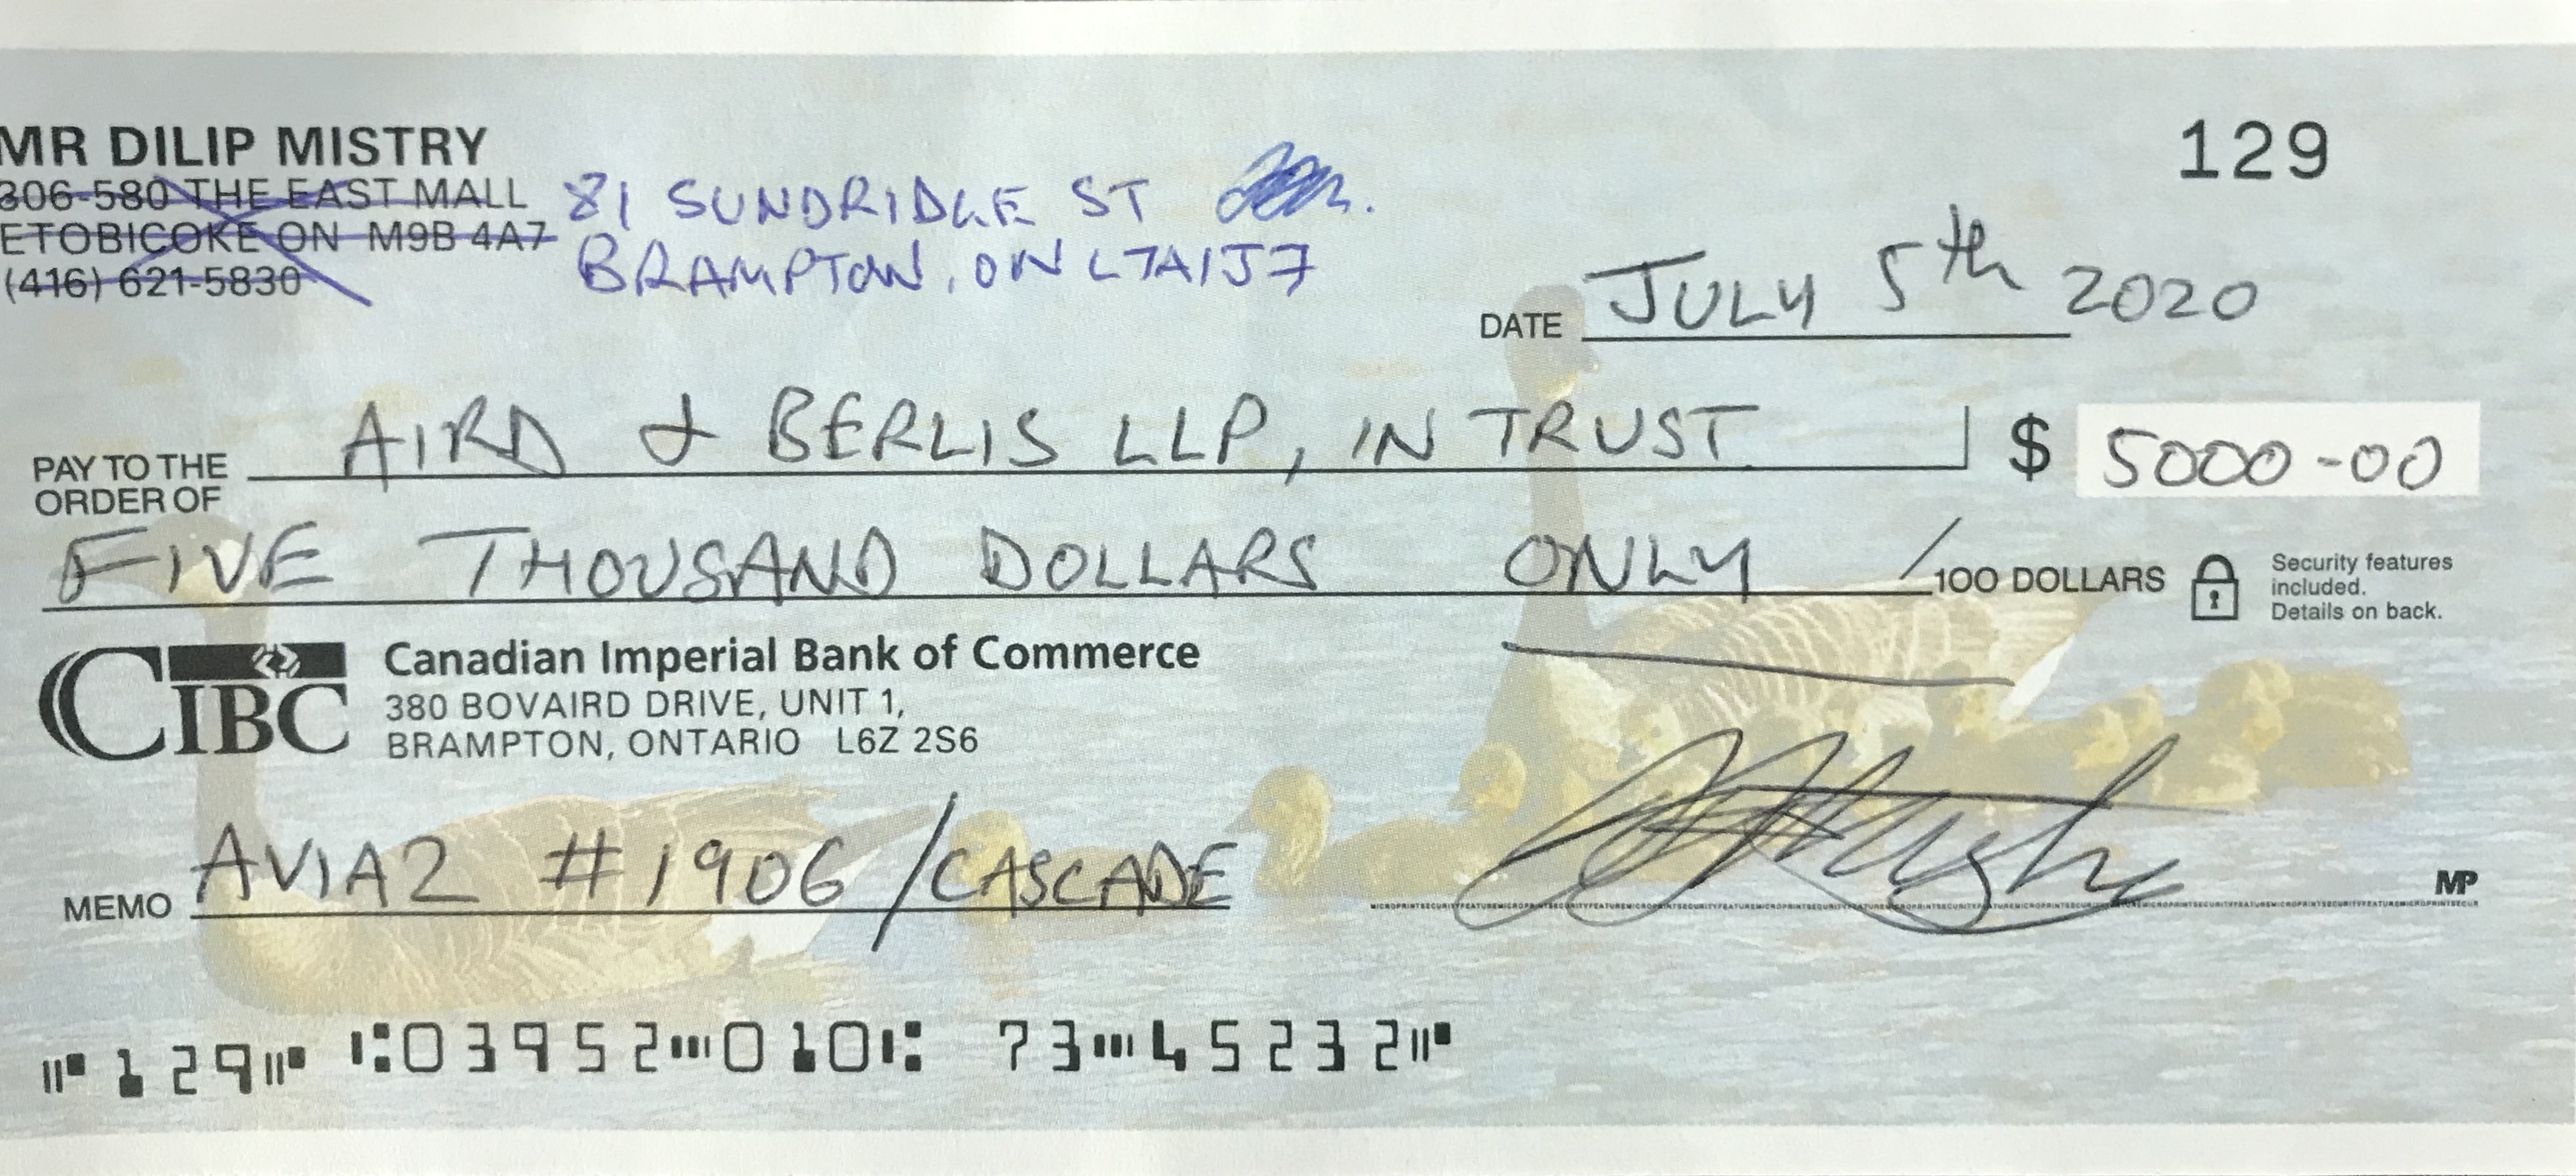 MR DILIP MISTRY
306-580 THE EAST MALL
ETOBICOKE ON M9B 4A7
(416) 621-5830
81 SUNDRIDGE ST
BRAMPTON, ON L7A1J7
129
DATE JULY 5th 2020
PAY TO THE ORDER OF AIRD & BERLIS LLP, IN TRUST $ 5000-00
FIVE THOUSAND DOLLARS ONLY /100 DOLLARS
Security features
included.
Details on back.
CIBC
Canadian Imperial Bank of Commerce
380 BOVAIRD DRIVE, UNIT 1,
BRAMPTON, ONTARIO L6Z 2S6
MEMO AVIA2 #1906/CASCADE
MP
⑈129⑈ ⑆03952⑉010⑆ 73⑉45232⑈